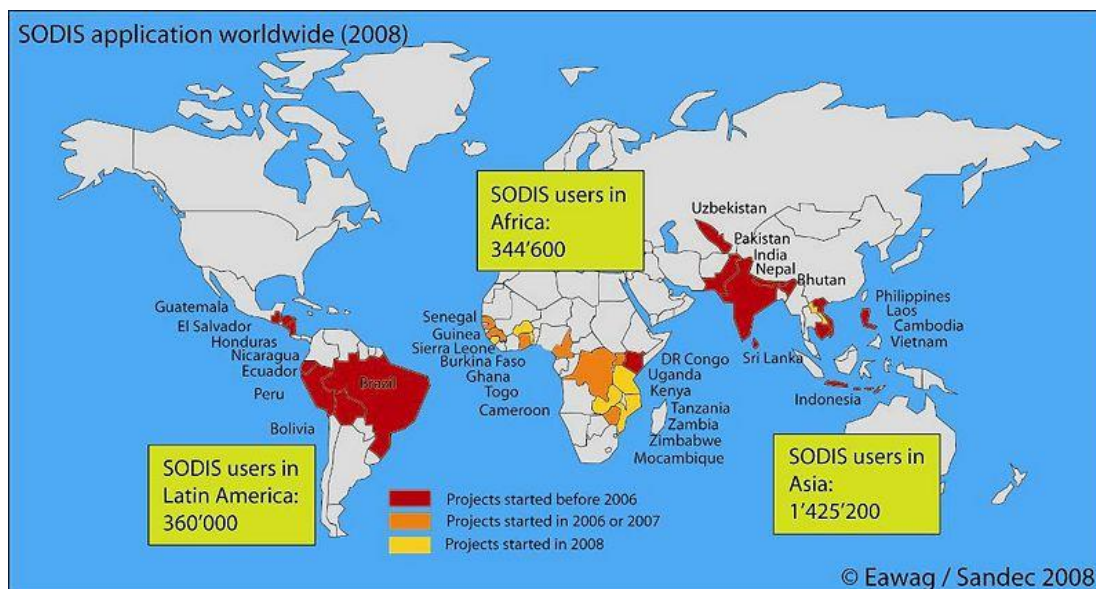 SODIS application worldwide (2008)
SODIS users in
Africa:
344'600
Uzbekistan
Pakistan
India
Nepal
Bhutan
Guatemala
El Salvador
Honduras
Nicaragua
Ecuador
Peru
Brazil
Bolivia
Senegal
Guinea
Sierra Leone
Burkina Faso
Ghana
Togo
Cameroon
DR Congo
Uganda
Kenya
Tanzania
Zambia
Zimbabwe
Mocambique
Sri Lanka
Philippines
Laos
Cambodia
Vietnam
Indonesia
SODIS users in
Latin America:
360'000
SODIS users in
Asia:
1'425'200
Projects started before 2006
Projects started in 2006 or 2007
Projects started in 2008
© Eawag / Sandec 2008